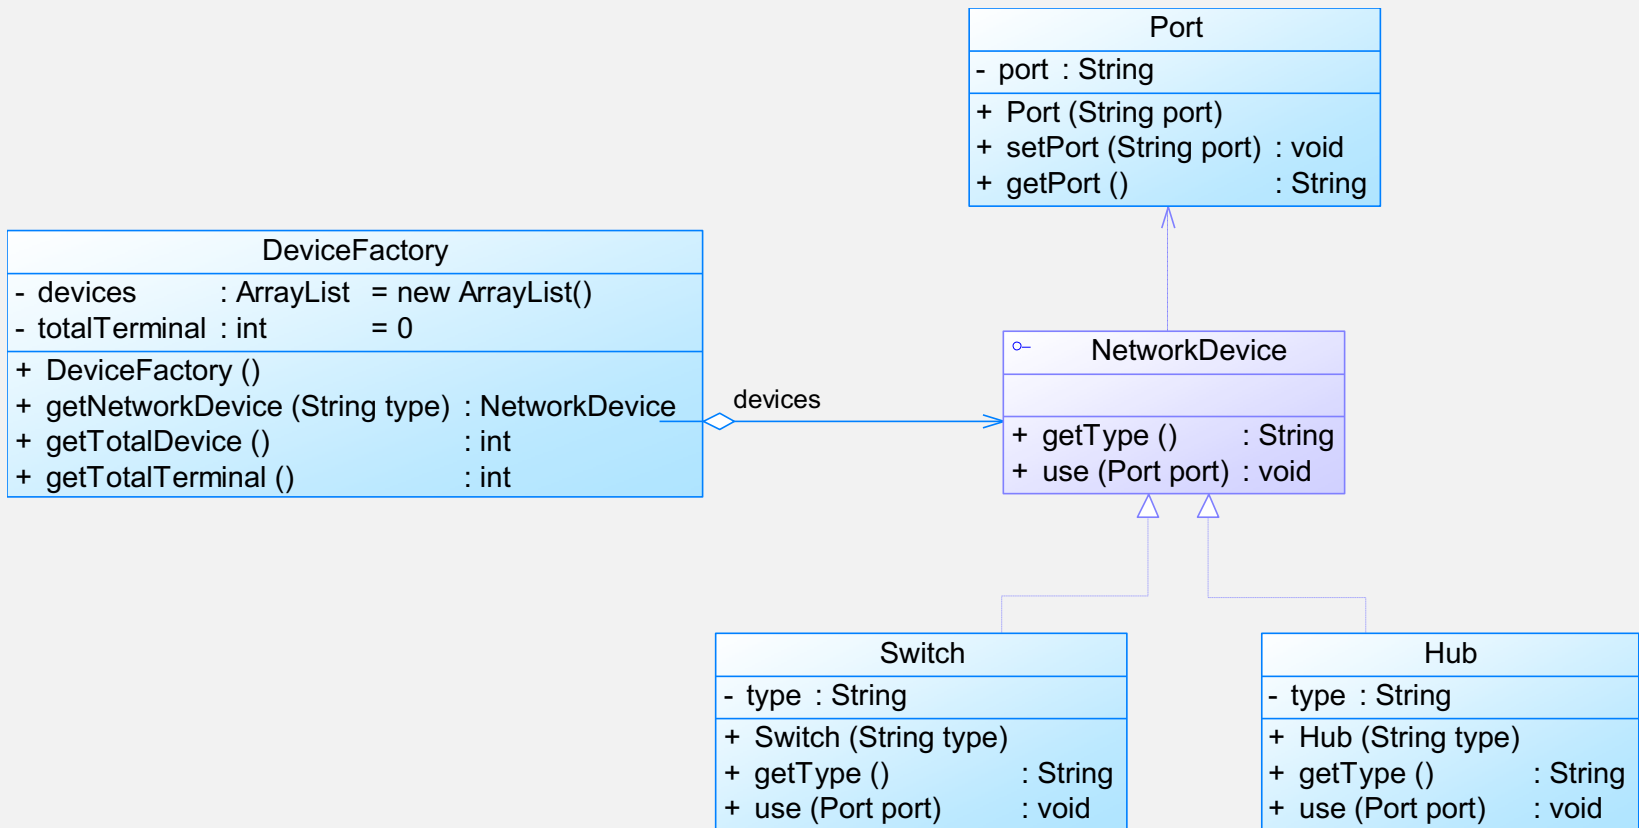 Port
- port : String
+ Port (String port)
+ setPort (String port) : void
+ getPort () : String
DeviceFactory
- devices : ArrayList = new ArrayList()
- totalTerminal : int = 0
+ DeviceFactory ()
+ getNetworkDevice (String type) : NetworkDevice
+ getTotalDevice () : int
+ getTotalTerminal () : int
devices
NetworkDevice
+ getType () : String
+ use (Port port) : void
Switch
- type : String
+ Switch (String type)
+ getType () : String
+ use (Port port) : void
Hub
- type : String
+ Hub (String type)
+ getType () : String
+ use (Port port) : void